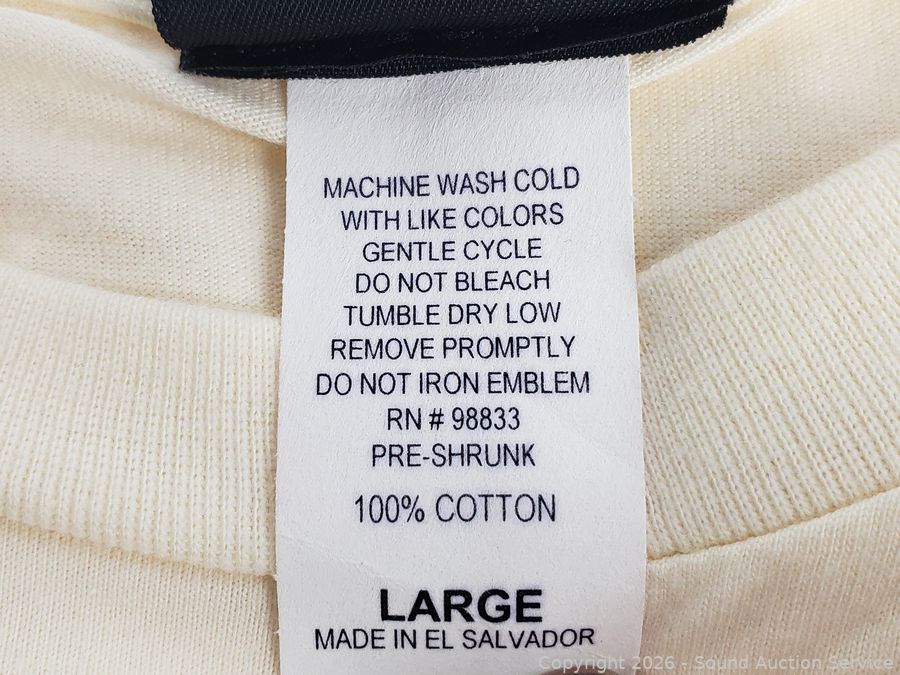 MACHINE WASH COLD
WITH LIKE COLORS
GENTLE CYCLE
DO NOT BLEACH
TUMBLE DRY LOW
REMOVE PROMPTLY
DO NOT IRON EMBLEM
RN # 98833
PRE-SHRUNK
100% COTTON
LARGE
MADE IN EL SALVADOR
Copyright 2026 - Sound Auction Service